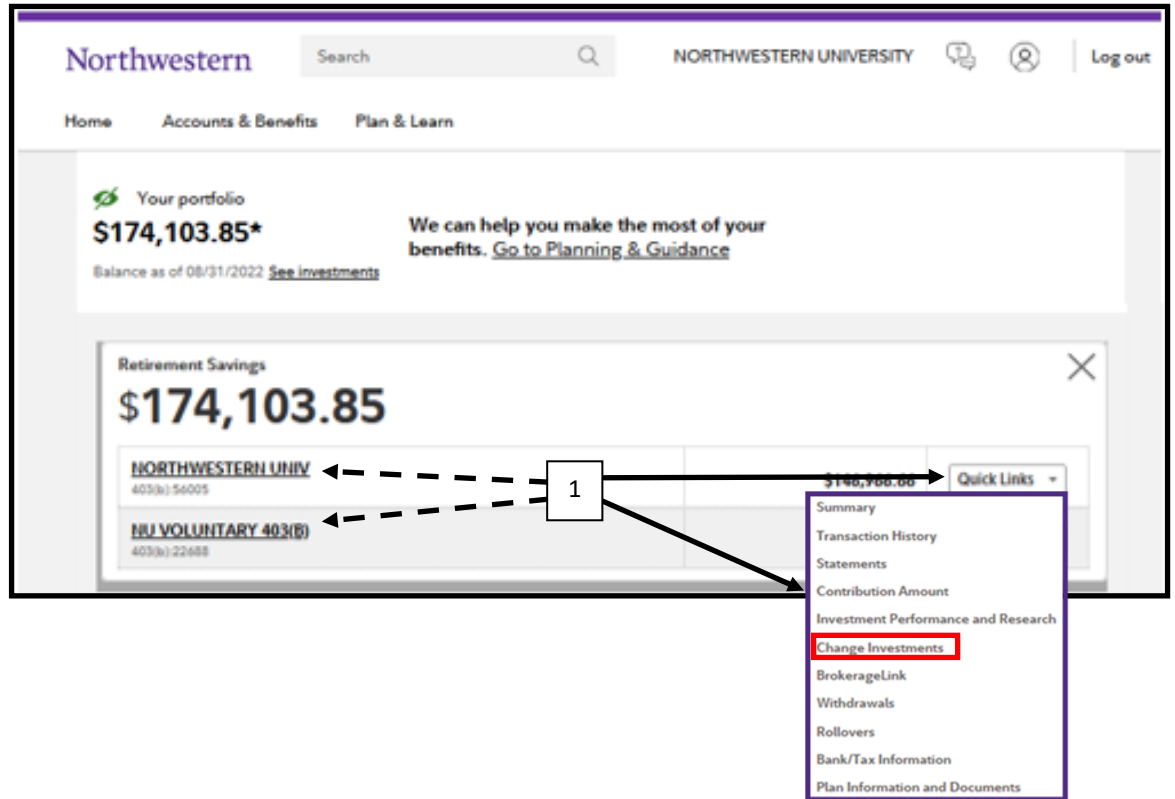 Northwestern
Search
NORTHWESTERN UNIVERSITY
Log out
Home
Accounts & Benefits
Plan & Learn
Your portfolio
$174,103.85*
Balance as of 08/31/2022 See investments
We can help you make the most of your
benefits. Go to Planning & Guidance
Retirement Savings
$174,103.85
NORTHWESTERN UNIV
403(b):56005
1
Quick Links
NU VOLUNTARY 403(B)
403(b):22688
Summary
Transaction History
Statements
Contribution Amount
Investment Performance and Research
Change Investments
BrokerageLink
Withdrawals
Rollovers
Bank/Tax Information
Plan Information and Documents